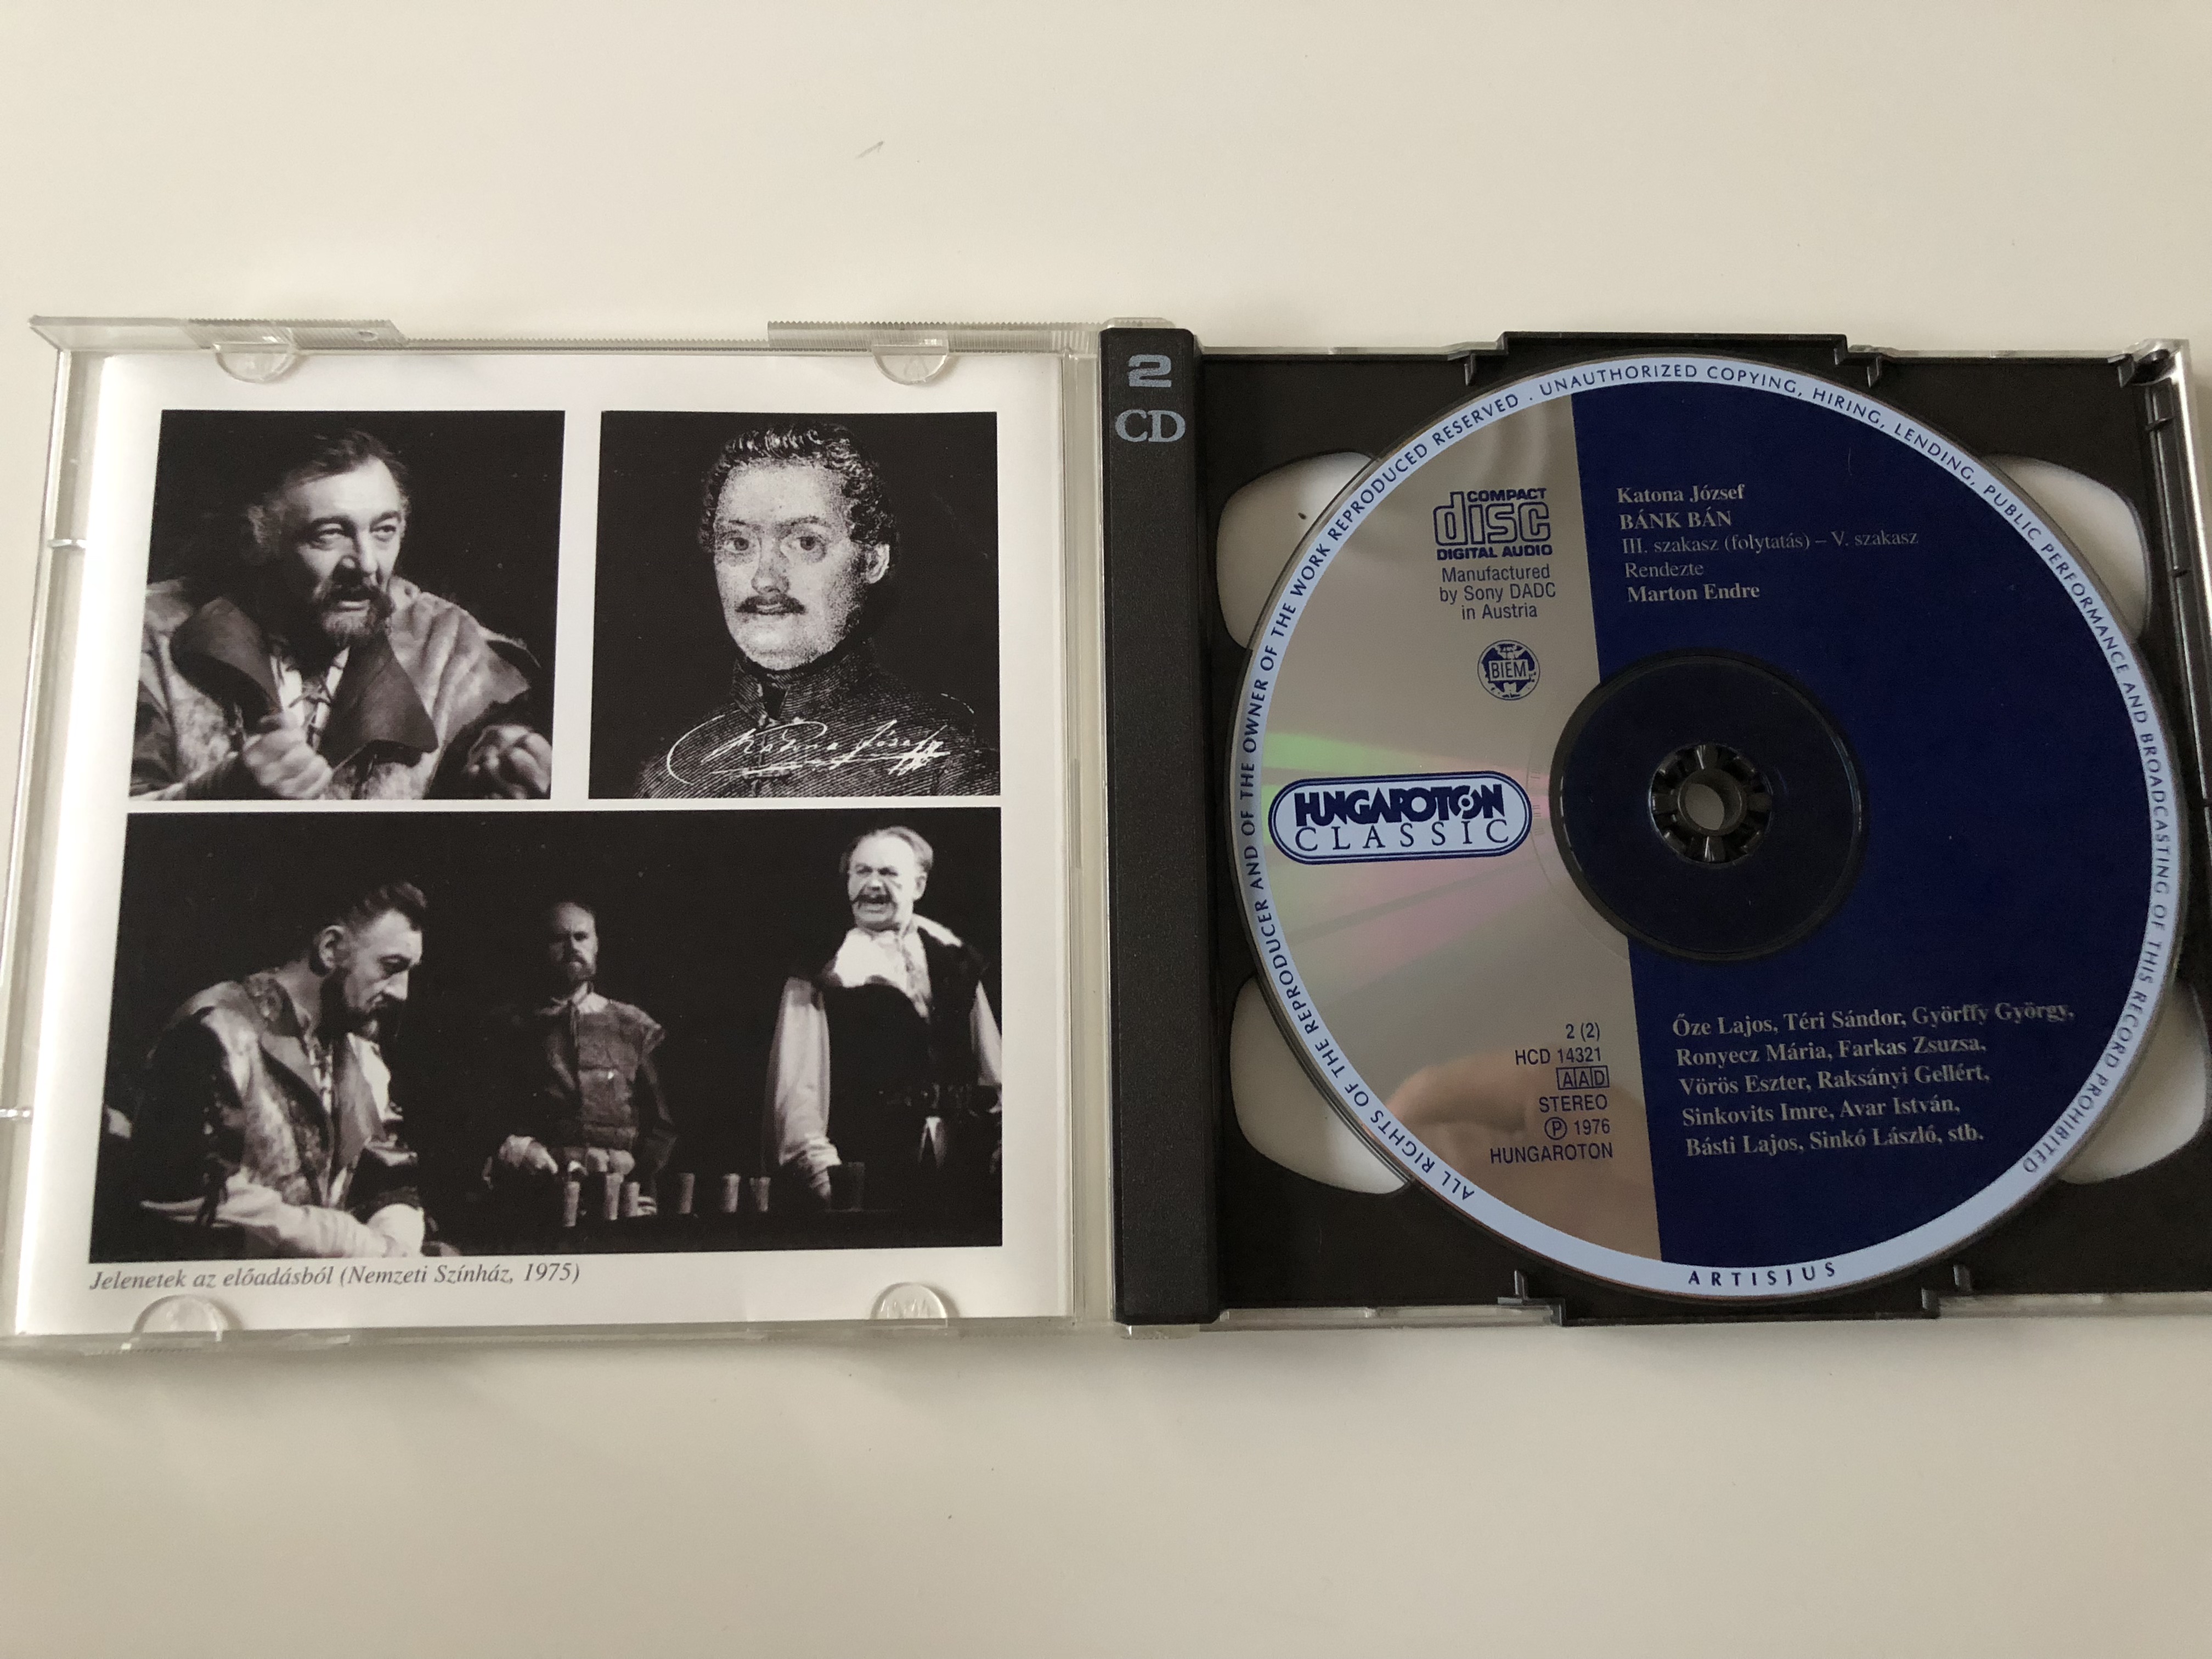 Katona József
Jelenetek az előadásból (Nemzeti Színház, 1975)
2
CD
ALL RIGHTS OF THE REPRODUCER AND OF THE OWNER OF THE WORK REPRODUCED RESERVED . UNAUTHORIZED COPYING, HIRING, LENDING, PUBLIC PERFORMANCE AND BROADCASTING OF THIS RECORD PROHIBITED
COMPACT
disc
DIGITAL AUDIO
Manufactured
by Sony DADC
in Austria
BIEM
HUNGAROTON
CLASSIC
2 (2)
HCD 14321
AAD
STEREO
Ⓟ 1976
HUNGAROTON
Katona József
BÁNK BÁN
III. szakasz (folytatás) – V. szakasz
Rendezte
Marton Endre
Őze Lajos, Téri Sándor, Györffy György,
Ronyecz Mária, Farkas Zsuzsa,
Vörös Eszter, Raksányi Gellért,
Sinkovits Imre, Avar István,
Básti Lajos, Sinkó László, stb.
ARTISJUS